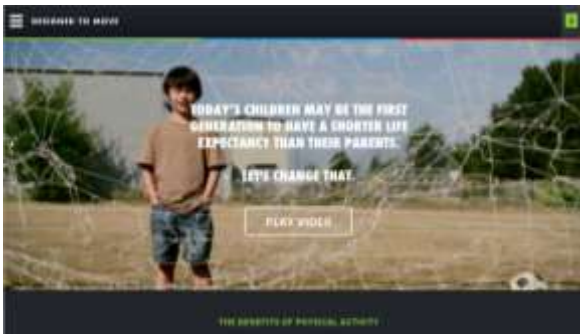 DESIGNED TO MOVE
TODAY'S CHILDREN MAY BE THE FIRST
GENERATION TO HAVE A SHORTER LIFE
EXPECTANCY THAN THEIR PARENTS.
LET'S CHANGE THAT.
PLAY VIDEO
THE BENEFITS OF PHYSICAL ACTIVITY